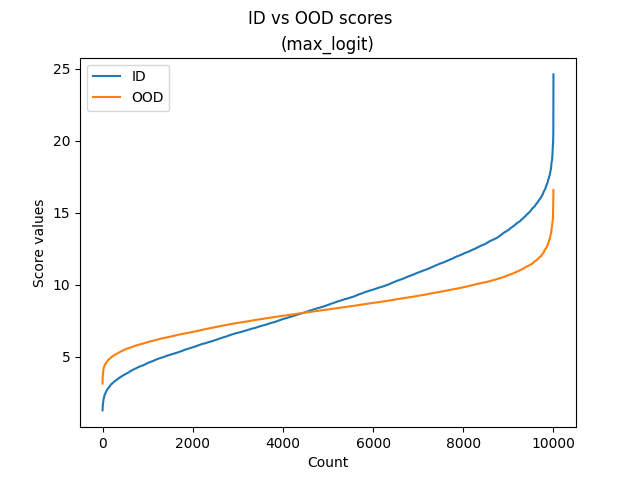 ID vs OOD scores
(max_logit)
ID
OOD
25
20
15
10
5
Score values
0
2000
4000
6000
8000
10000
Count